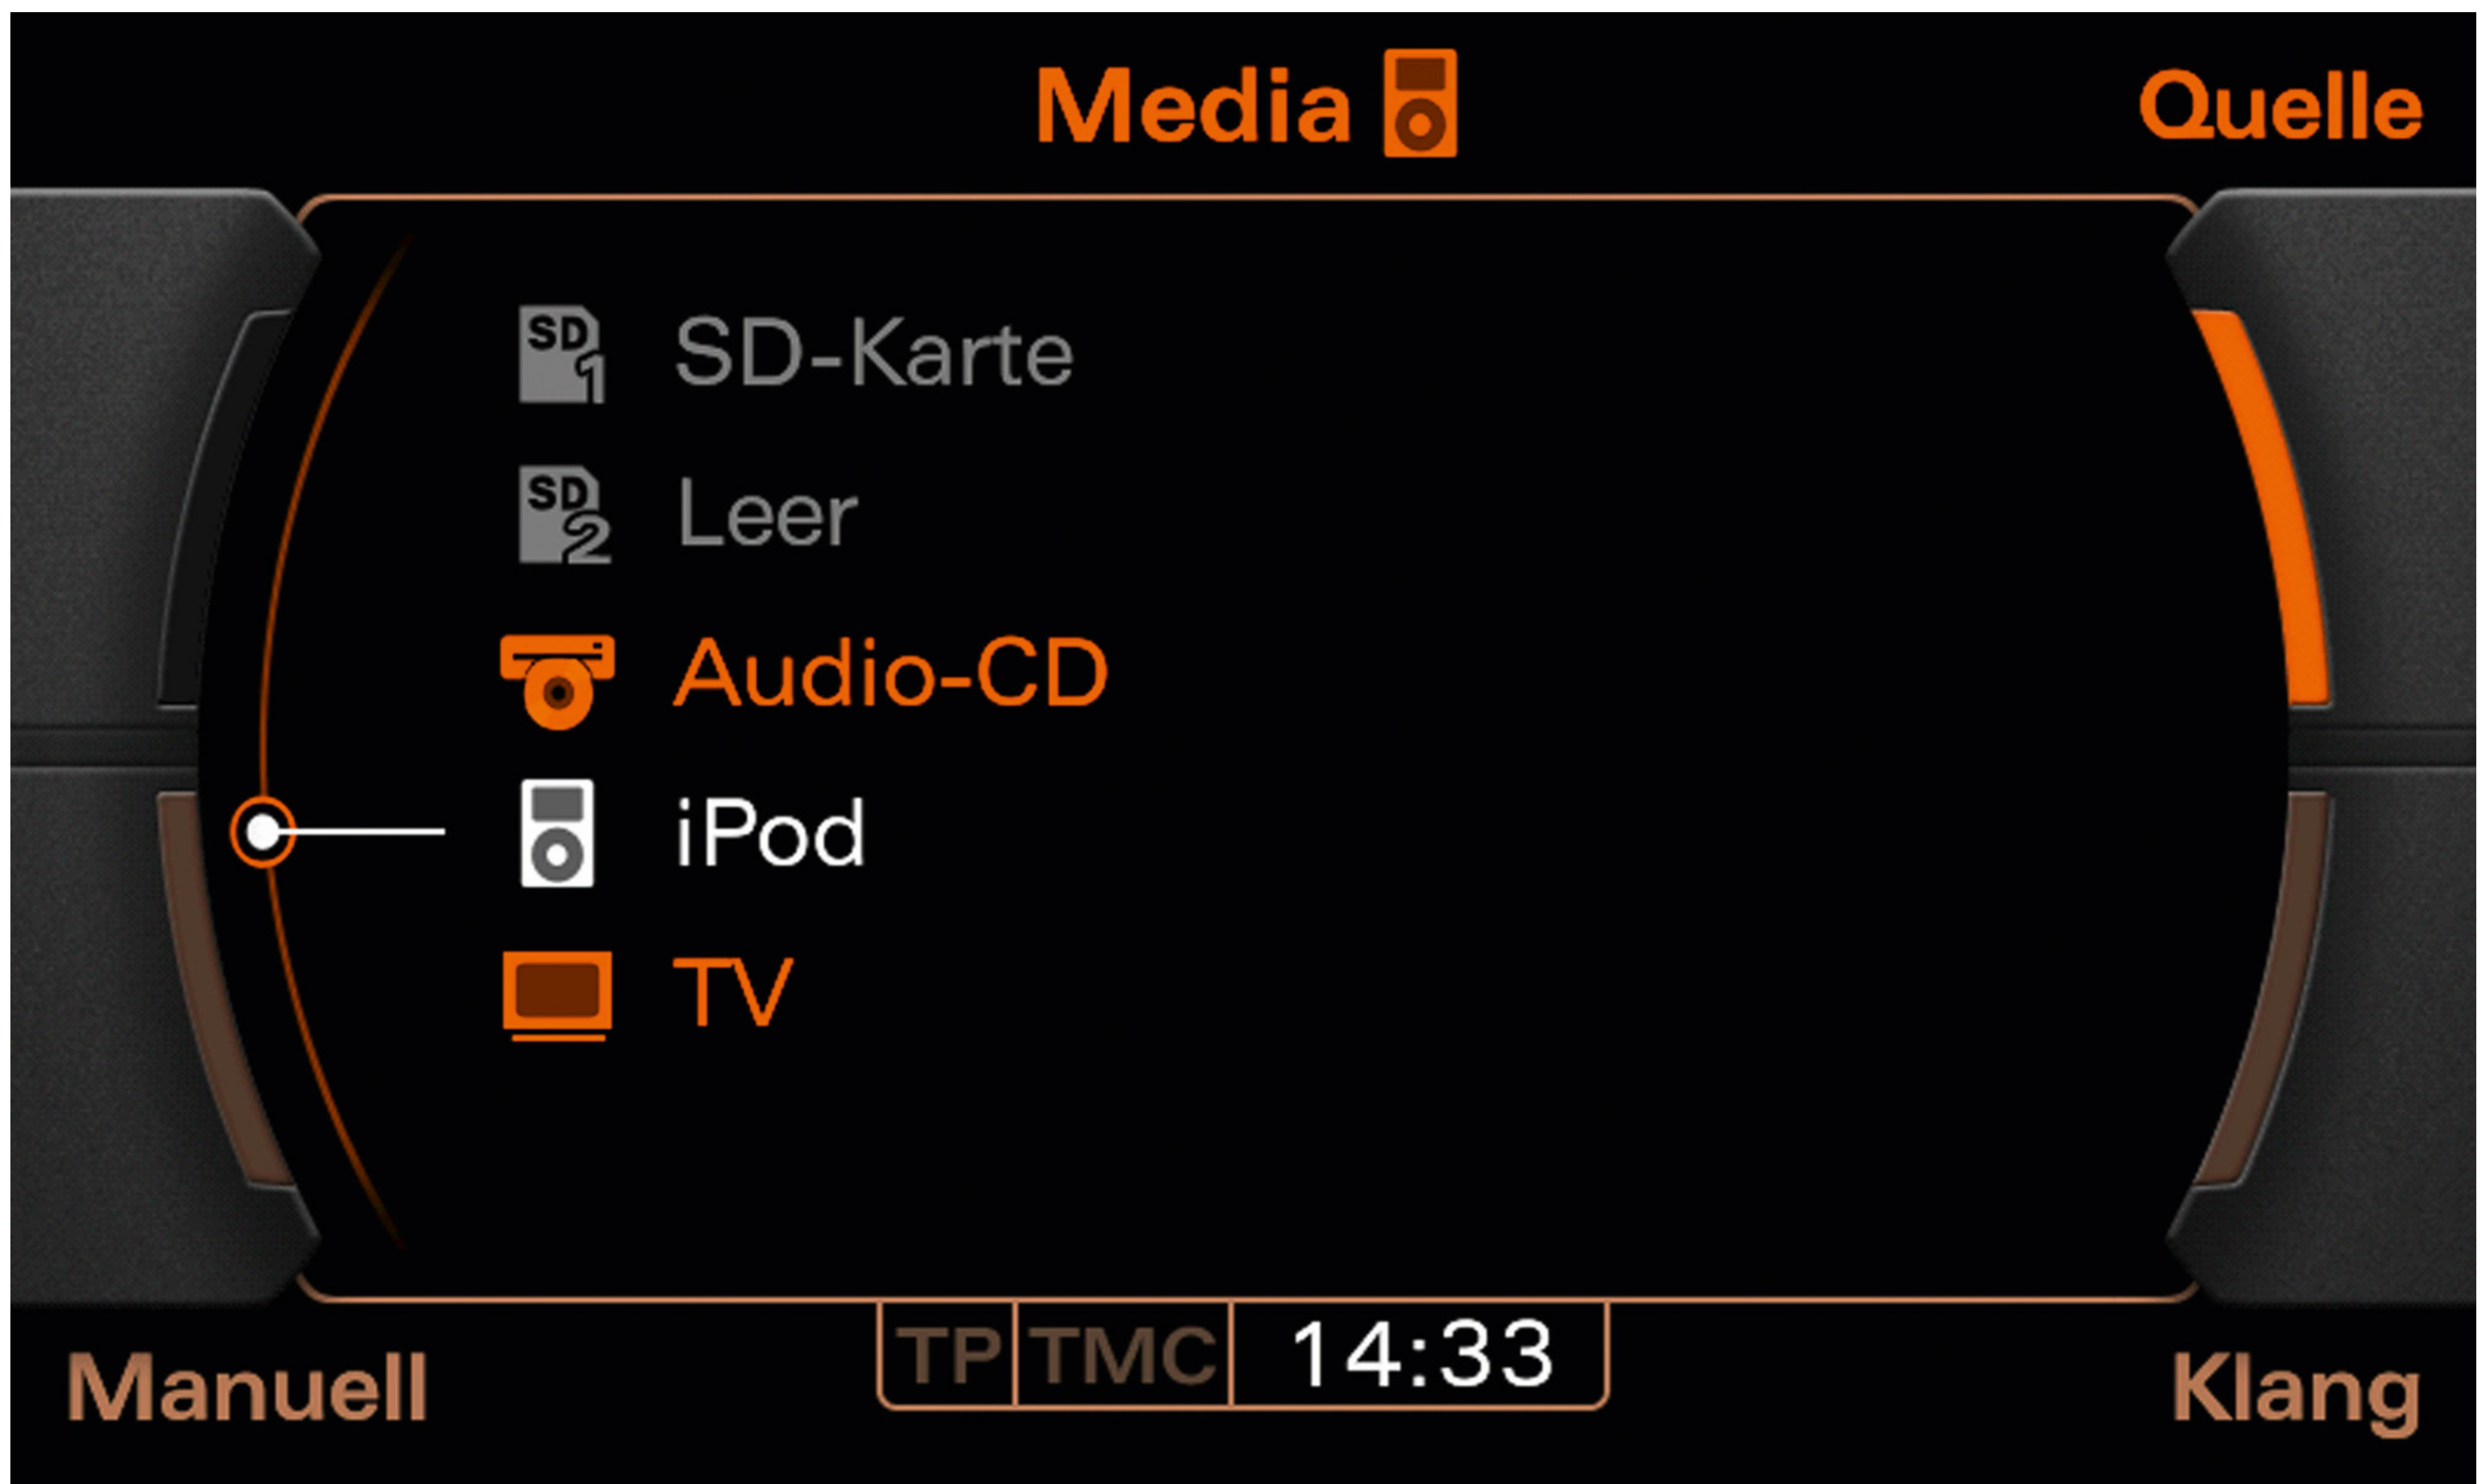 Media
Quelle
SD 1 SD-Karte
SD 2 Leer
Audio-CD
iPod
TV
TP TMC 14:33
Manuell
Klang